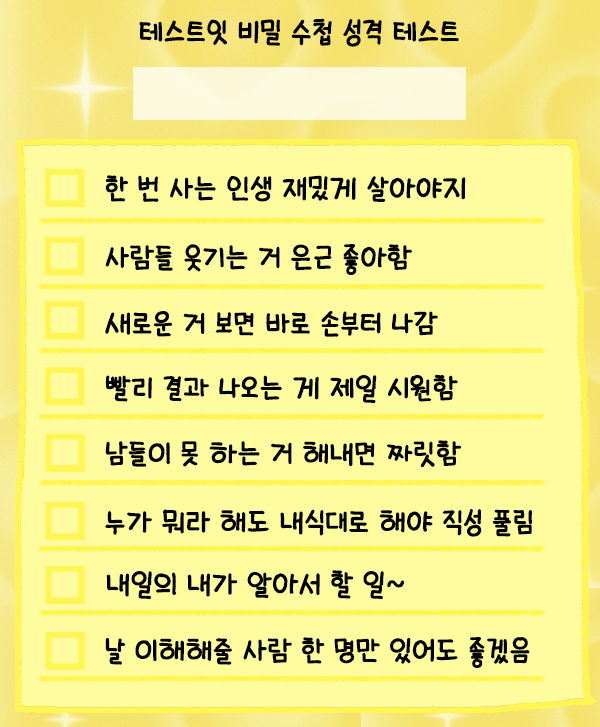 테스트잇 비밀 수첩 성격 테스트
한 번 사는 인생 재밌게 살아야지
사람들 웃기는 거 은근 좋아함
새로운 거 보면 바로 손부터 나감
빨리 결과 나오는 게 제일 시원함
남들이 못 하는 거 해내면 짜릿함
누가 뭐라 해도 내식대로 해야 직성 풀림
내일의 내가 알아서 할 일~
날 이해해줄 사람 한 명만 있어도 좋겠음